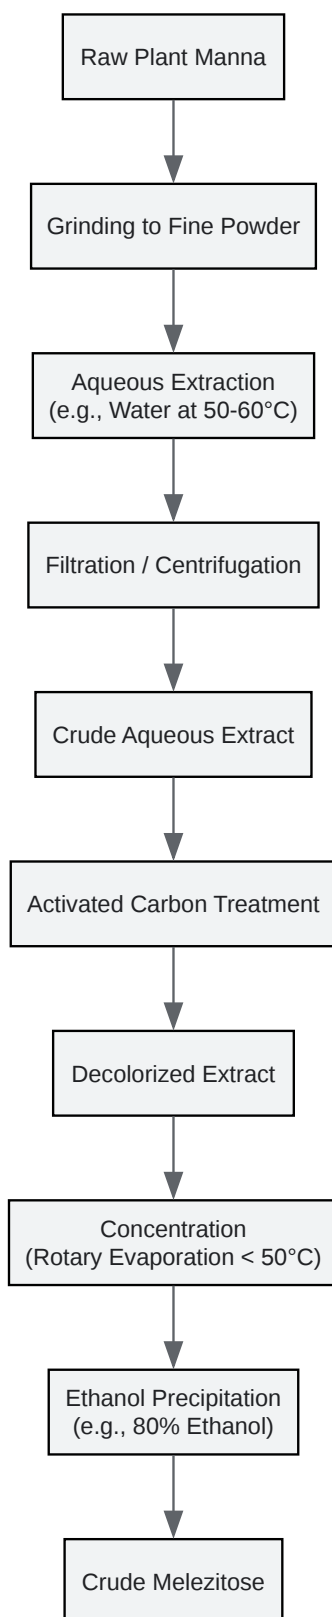 Raw Plant Manna
Grinding to Fine Powder
Aqueous Extraction
(e.g., Water at 50-60°C)
Filtration / Centrifugation
Crude Aqueous Extract
Activated Carbon Treatment
Decolorized Extract
Concentration
(Rotary Evaporation < 50°C)
Ethanol Precipitation
(e.g., 80% Ethanol)
Crude Melezitose